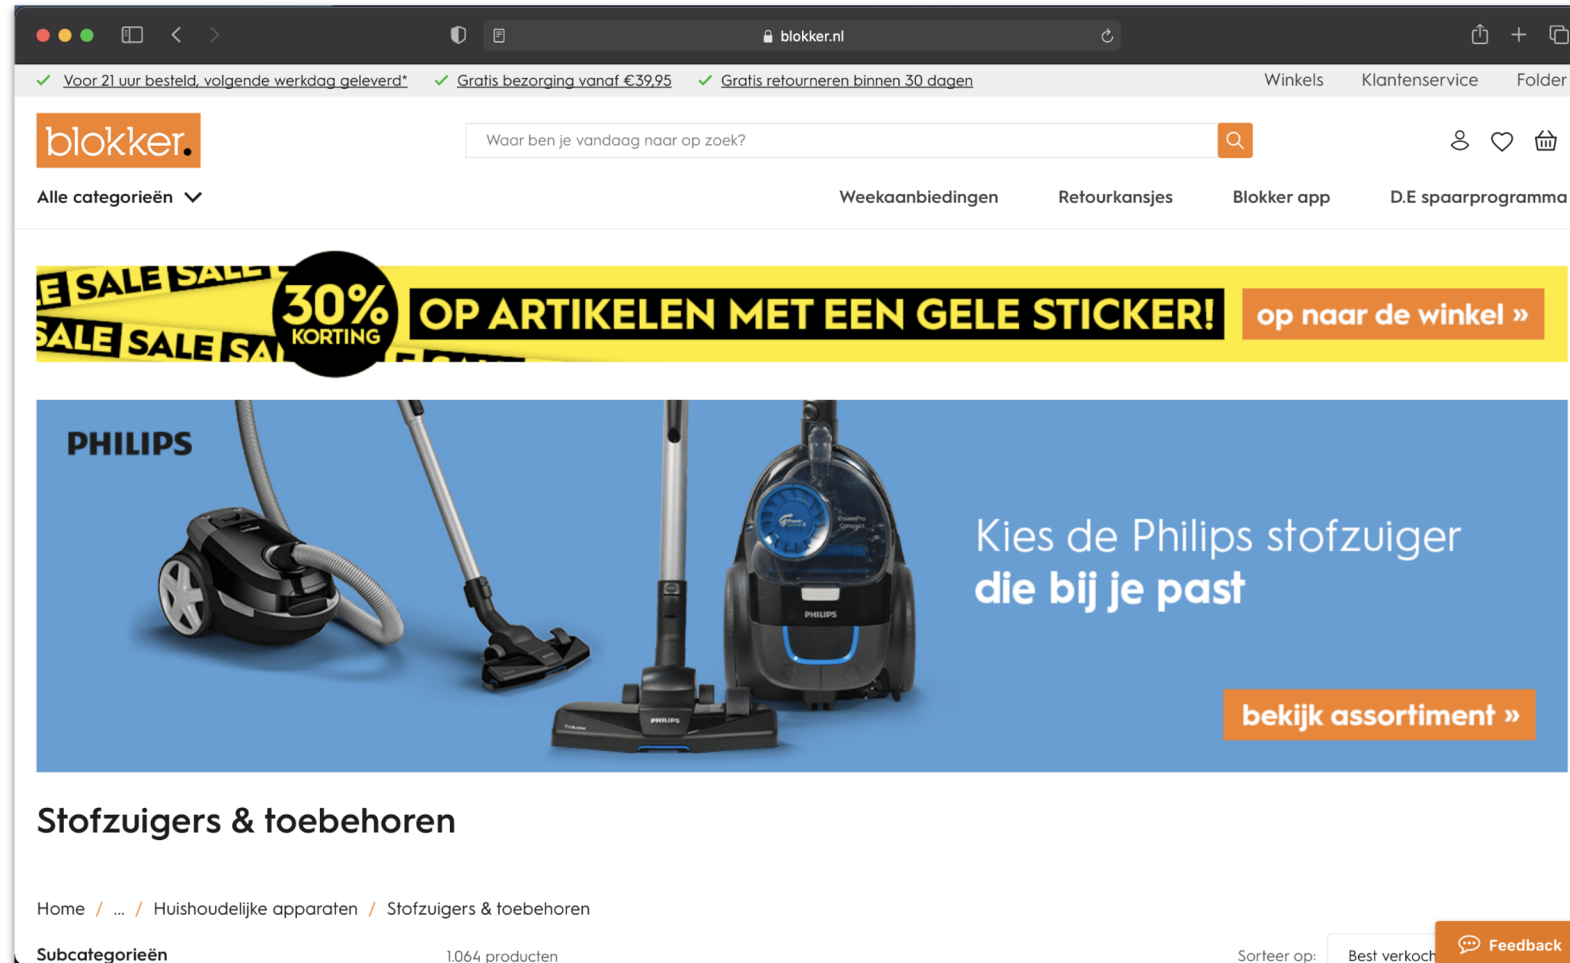 blokker.nl
Voor 21 uur besteld, volgende werkdag geleverd*
Gratis bezorging vanaf €39,95
Gratis retourneren binnen 30 dagen
Winkels
Klantenservice
Folder
blokker.
Waar ben je vandaag naar op zoek?
Alle categorieën
Weekaanbiedingen
Retourkansjes
Blokker app
D.E spaarprogramma
E SALE SALE
SALE SALE SA
30%
KORTING
OP ARTIKELEN MET EEN GELE STICKER!
op naar de winkel »
PHILIPS
PowerPro
Compact
PHILIPS
PHILIPS
Kies de Philips stofzuiger
die bij je past
bekijk assortiment »
Stofzuigers & toebehoren
Home / ... / Huishoudelijke apparaten / Stofzuigers & toebehoren
Subcategorieën
1.064 producten
Sorteer op:
Best verkoch
Feedback